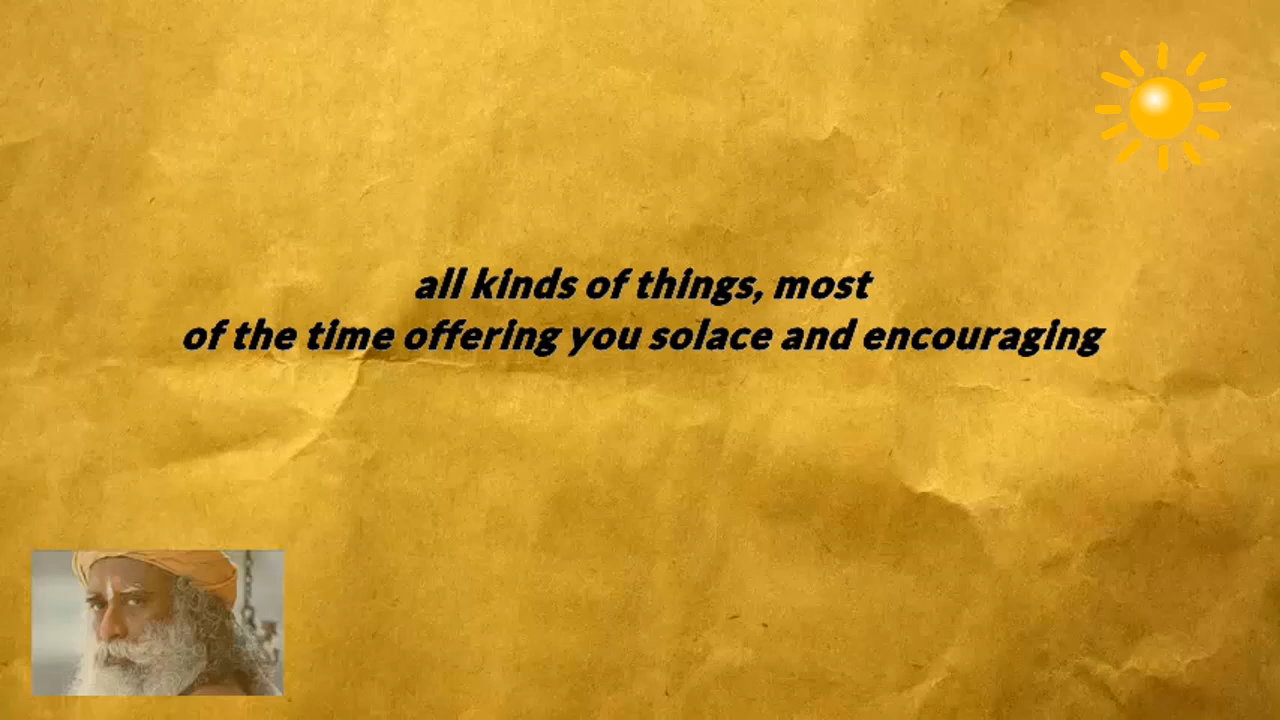 all kinds of things, most
of the time offering you solace and encouraging